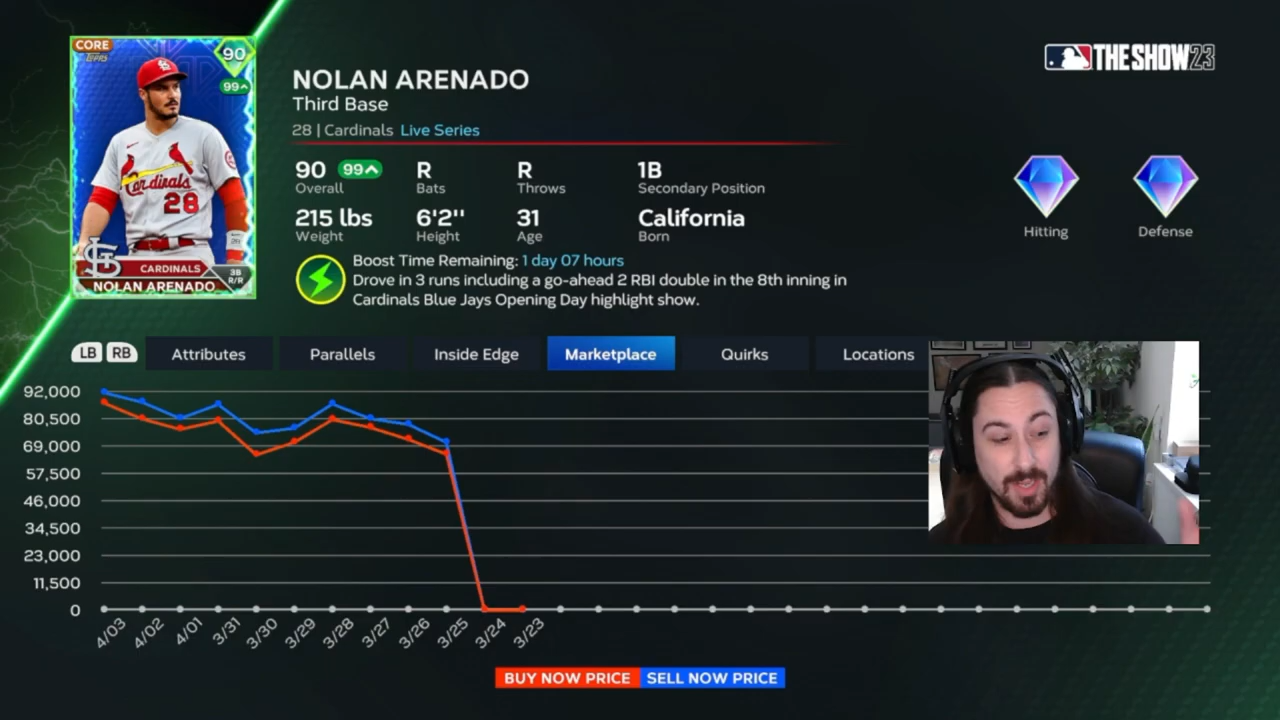 CORE
TOPPS
90
99
Cardinals
28
CARDINALS
3B
R/R
NOLAN ARENADO
MLB THE SHOW 23
NOLAN ARENADO
Third Base
28 | Cardinals Live Series
90 99 R R 1B
Overall Bats Throws Secondary Position
215 lbs 6'2'' 31 California
Weight Height Age Born
Hitting Defense
Boost Time Remaining: 1 day 07 hours
Drove in 3 runs including a go-ahead 2 RBI double in the 8th inning in
Cardinals Blue Jays Opening Day highlight show.
LB RB Attributes Parallels Inside Edge Marketplace Quirks Locations
92,000
80,500
69,000
57,500
46,000
34,500
23,000
11,500
0
4/03 4/02 4/01 3/31 3/30 3/29 3/28 3/27 3/26 3/25 3/24 3/23
BUY NOW PRICE SELL NOW PRICE